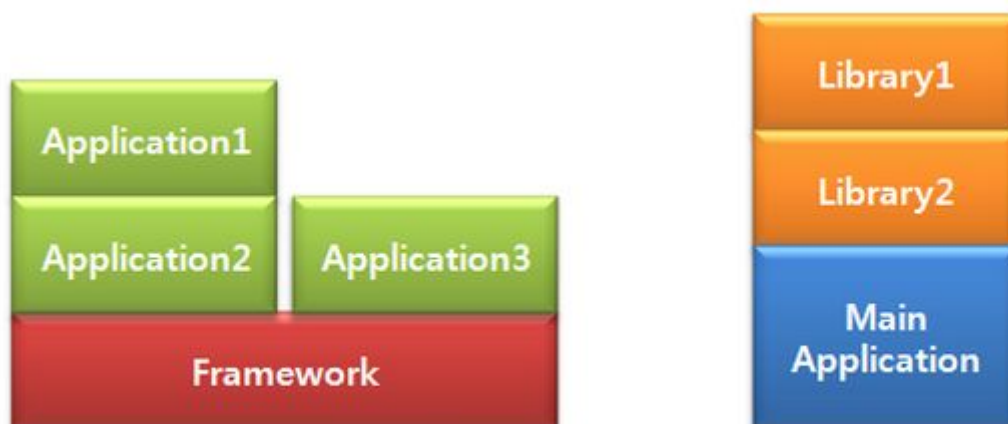 Application1
Application2
Application3
Framework
Library1
Library2
Main
Application